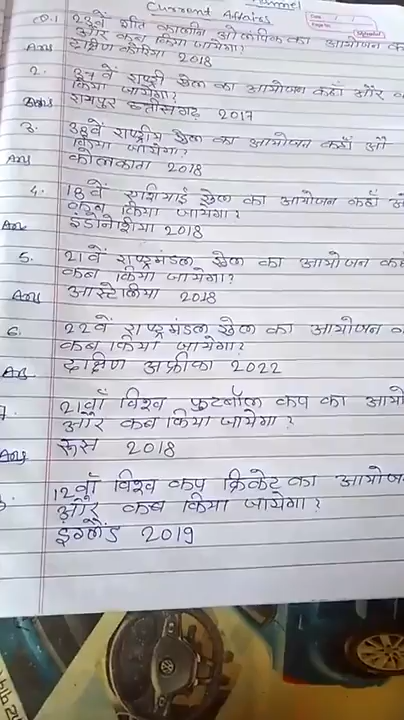 Current Affairs
Q.1 23वें शीत कालीन ओलंपिक का आयोजन
और कब किया जायेगा?
Ans दक्षिण कोरिया 2018
2. 37 वें राष्ट्रीय खेल का आयोजन कहाँ और
किया जायेगा?
Ans रायपुर छत्तीसगढ़ 2017
3. 38वें राष्ट्रीय खेल का आयोजन कहाँ औ
किया जायेगा?
Ans कोलकाता 2018
4. 18 वें एशियाई खेल का आयोजन कहाँ
कब किया जायेगा?
Ans इंडोनेशिया 2018
5. 21वें राष्ट्रमंडल खेल का आयोजन
कब किया जायेगा?
Ans आस्ट्रेलिया 2018
6. 22वें राष्ट्रमंडल खेल का आयोजन
कब किया जायेगा?
Ans दक्षिण अफ्रीका 2022
7. 21वाँ विश्व फुटबॉल कप का आयो
और कब किया जायेगा?
Ans रूस 2018
12वाँ विश्व कप क्रिकेट का आयोजन
और कब किया जायेगा?
इंग्लैंड 2019